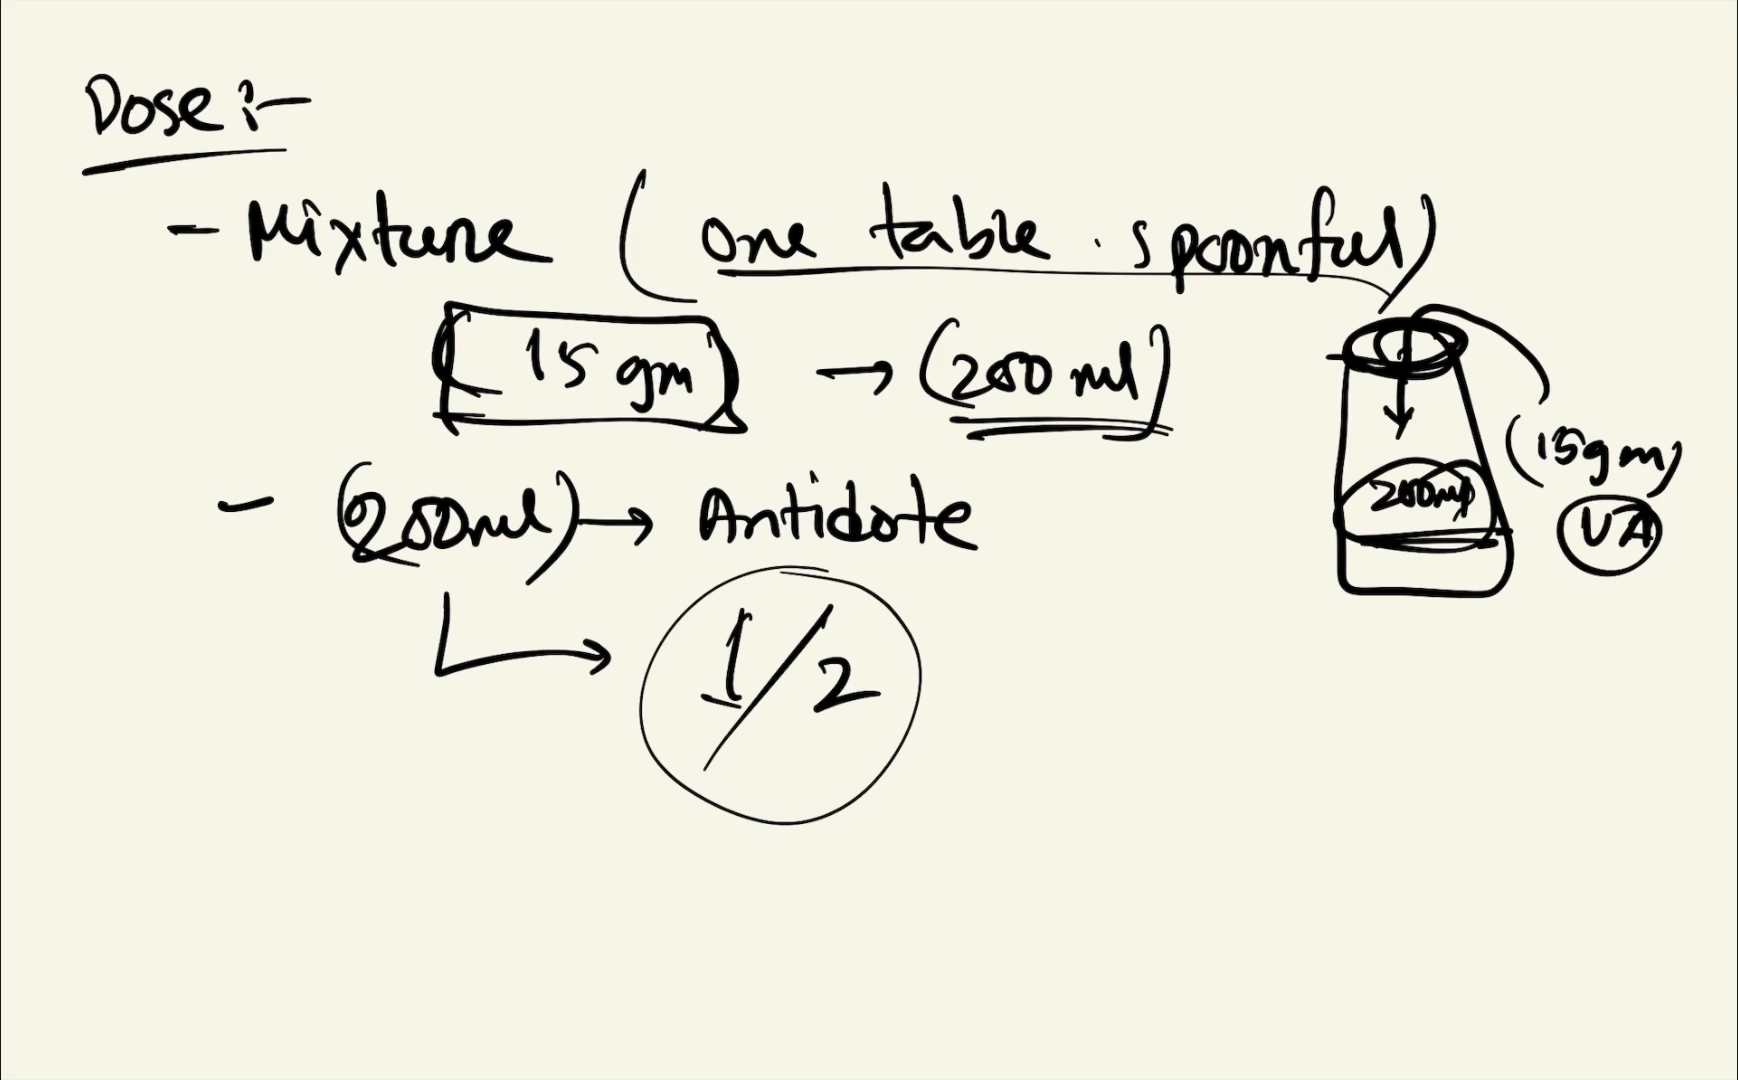 Dose :-
- Mixture (one table spoonful)
(15 gm) → (200 ml)
(15gm)
200ml
UA
- (200ml) → Antidote
1/2